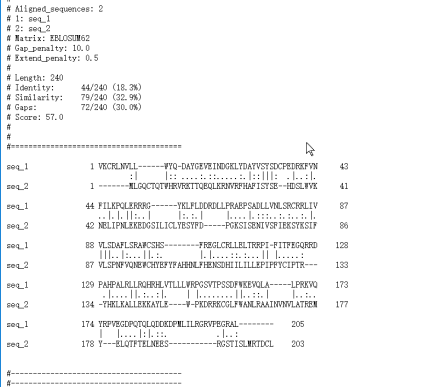 # Aligned_sequences: 2
# 1: seq_1
# 2: seq_2
# Matrix: EBLOSUM62
# Gap_penalty: 10.0
# Extend_penalty: 0.5
#
# Length: 240
# Identity: 44/240 (18.3%)
# Similarity: 79/240 (32.9%)
# Gaps: 72/240 (30.0%)
# Score: 57.0
#
#
#=======================================
seq_1 1 VKCRLNVLL------WYQ-DAYGEVEINDGKLYDAVSYSDCPEDRKFVN 43
seq_2 1 -------MLGQCTQTWHRVRKTTQEQLKRNVRFHAFISYSE--HDSLWVK 41
seq_1 44 FILKPQLERRRG------YKLFLDDRDLLPRAEPSADLLVNLSRCRRLIV 87
seq_2 42 NELIPNLEKEDGSILICLYESYFD-----PGKSISENIVSFIEKSYKSIF 86
seq_1 88 VLSDAFLSRAWCSHS--------FREGLCRLLELTRRPI-FITFEGQRRD 128
seq_2 87 VLSPNFVQNEWCHYEFYFAHHNLFHENSDHIILILLEPIPPYCIPTR--- 133
seq_1 129 PAHPALRLLRQHRHLVTLLLWRPGSVTPSSDFWKEVQLA-----LPRKVQ 173
seq_2 134 -YHKLKALLEKKAYLE----W-PKDRRKCGLFWANLRAAINVNVLATREM 177
seq_1 174 YRPVEGDPQTQLQDDKDPMLILRGRVPEGRAL-------- 205
seq_2 178 Y---ELQTFTELNEES---------RGSTISLMRTDCL 203
#---------------------------------------
#---------------------------------------